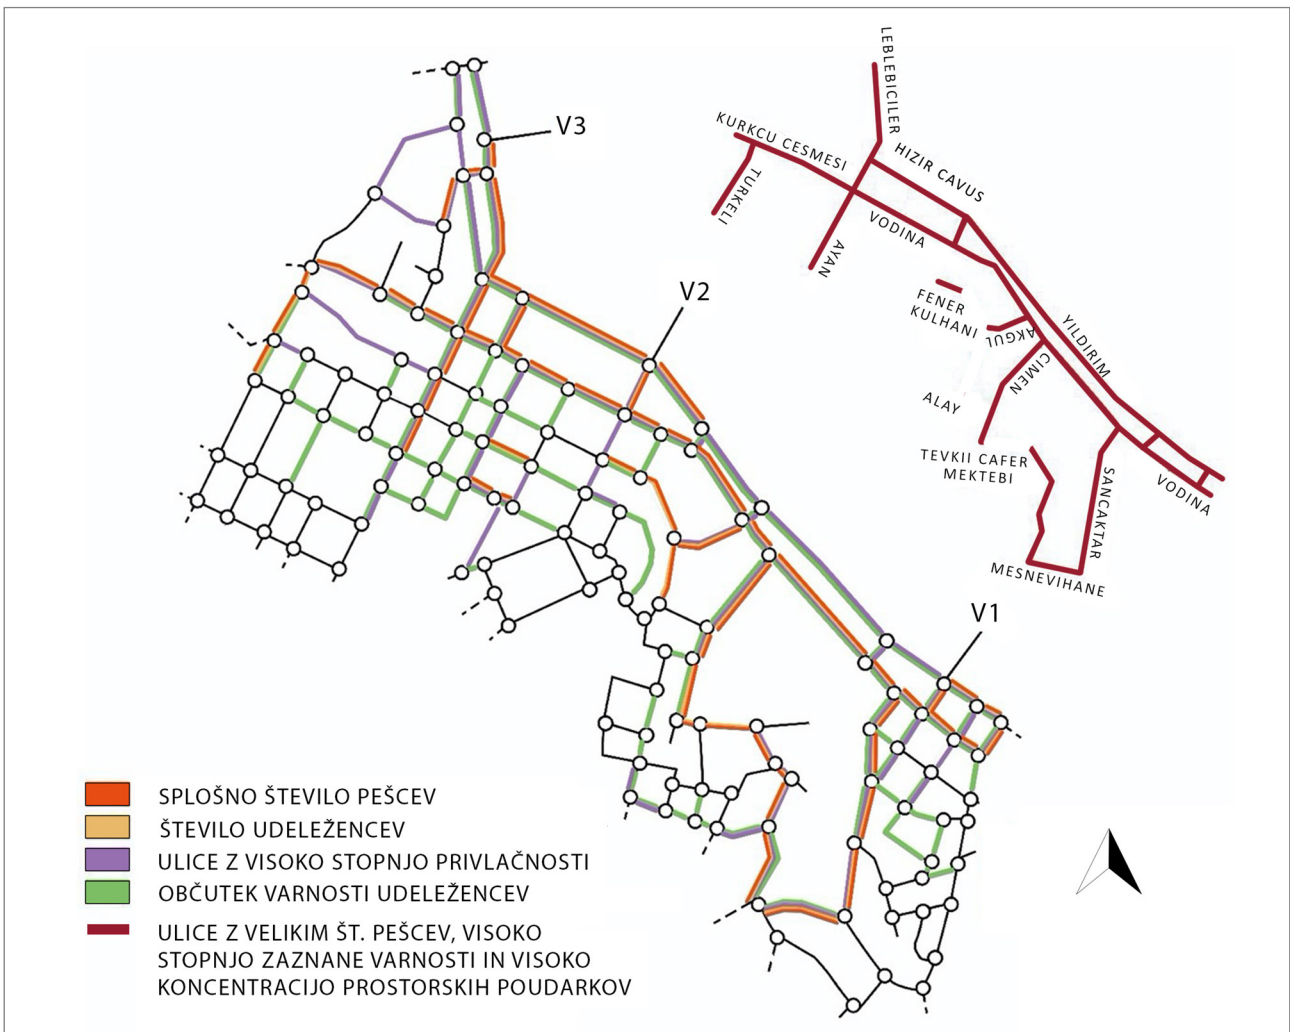 LEBLEBICILER
KURKCU CESMESI
HIZIR CAVUS
TURKELI
VODINA
AYAN
V3
V2
FENER
KULHANI
AKGUL
YILDIRIM
CIMEN
ALAY
TEVKII CAFER
MEKTEBI
SANCAKTAR
VODINA
MESNEVIHANE
V1
SPLOŠNO ŠTEVILO PEŠCEV
ŠTEVILO UDELEŽENCEV
ULICE Z VISOKO STOPNJO PRIVLAČNOSTI
OBČUTEK VARNOSTI UDELEŽENCEV
ULICE Z VELIKIM ŠT. PEŠCEV, VISOKO
STOPNJO ZAZNANE VARNOSTI IN VISOKO
KONCENTRACIJO PROSTORSKIH POUDARKOV